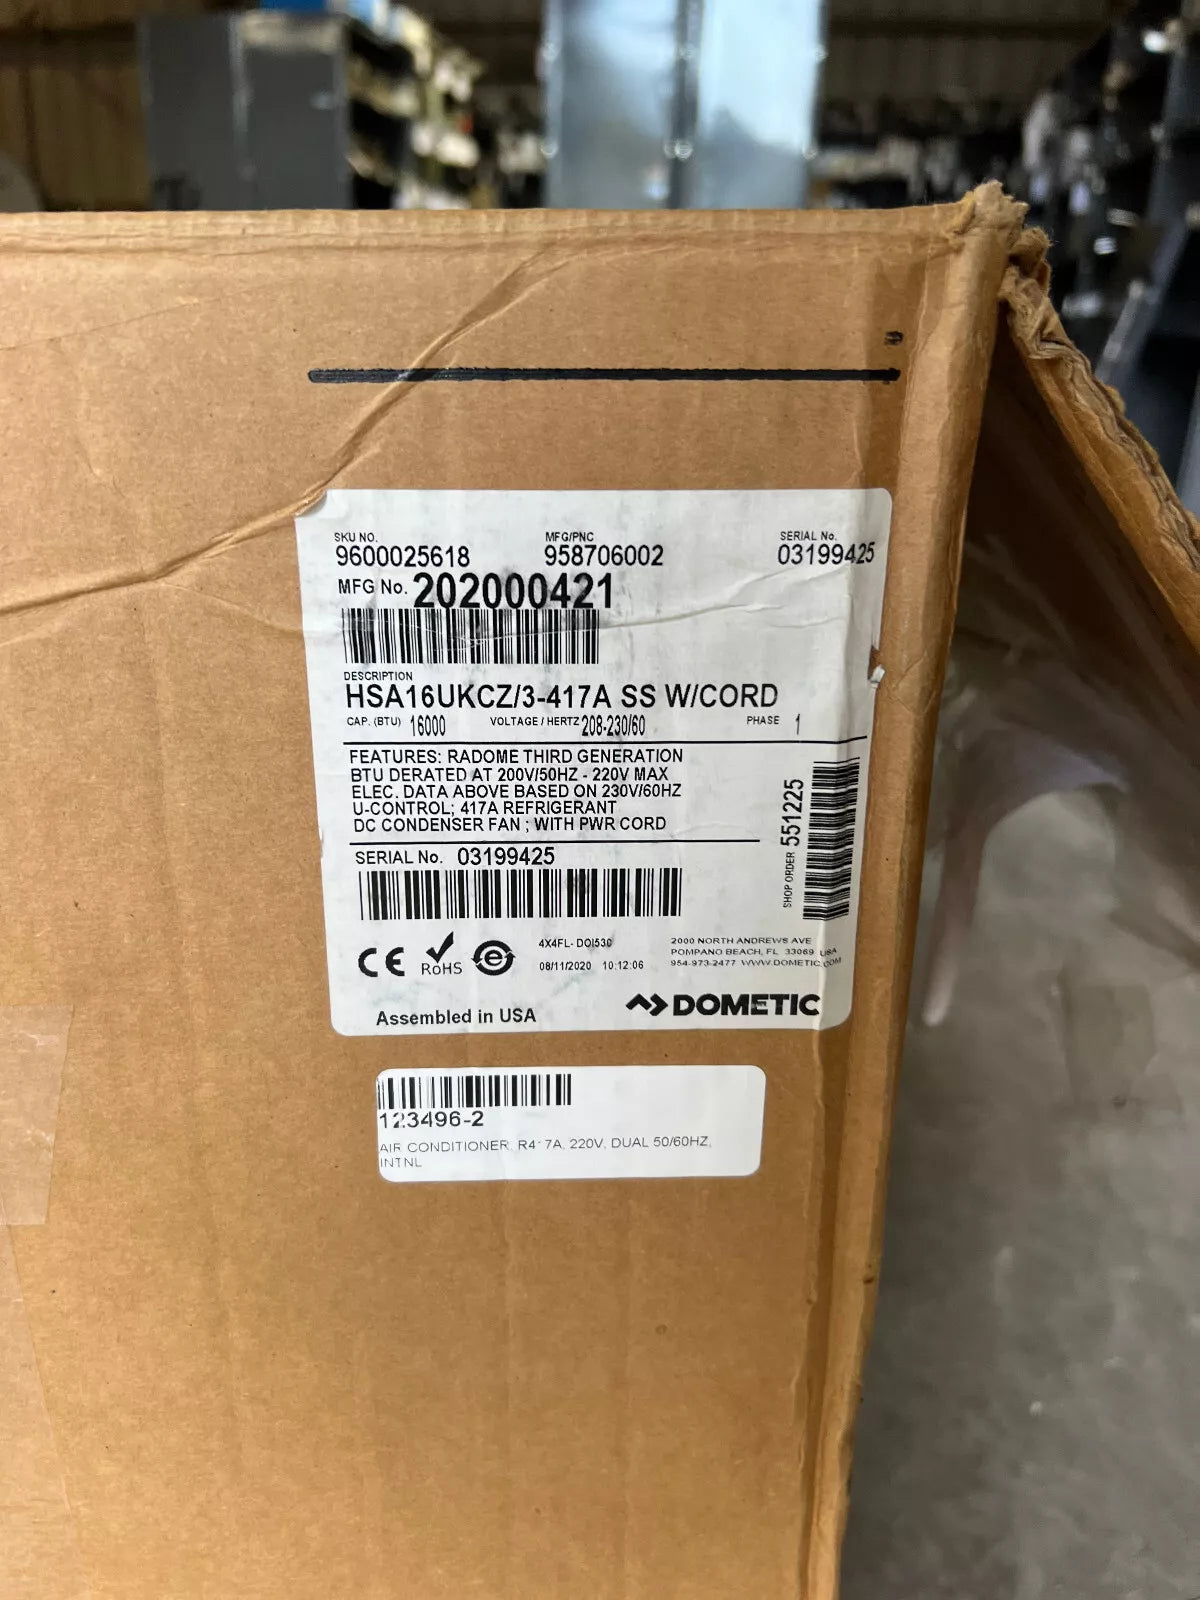 SKU NO. MFG/PNC SERIAL No.
9600025618 958706002 03199425
MFG No. 202000421
DESCRIPTION
HSA16UKCZ/3-417A SS W/CORD
CAP. (BTU) 16000 VOLTAGE / HERTZ 208-230/60 PHASE 1
FEATURES: RADOME THIRD GENERATION
BTU DERATED AT 200V/50HZ - 220V MAX
ELEC. DATA ABOVE BASED ON 230V/60HZ
U-CONTROL; 417A REFRIGERANT
DC CONDENSER FAN ; WITH PWR CORD
SHOP ORDER 551225
SERIAL No. 03199425
CE RoHS e
4X4FL- DOI530
08/11/2020 10:12:06
2000 NORTH ANDREWS AVE
POMPANO BEACH, FL 33069 USA
954-973-2477 WWW.DOMETIC.COM
Assembled in USA
DOMETIC
123496-2
AIR CONDITIONER, R417A, 220V, DUAL 50/60HZ,
INTNL